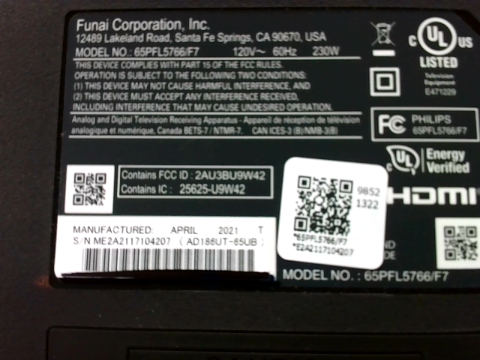 Funai Corporation, Inc.
12489 Lakeland Road, Santa Fe Springs, CA 90670, USA
MODEL NO.: 65PFL5766/F7 120V~ 60Hz 230W
THIS DEVICE COMPLIES WITH PART 15 OF THE FCC RULES.
OPERATION IS SUBJECT TO THE FOLLOWING TWO CONDITIONS:
(1) THIS DEVICE MAY NOT CAUSE HARMFUL INTERFERENCE, AND
(2) THIS DEVICE MUST ACCEPT ANY INTERFERENCE RECEIVED,
INCLUDING INTERFERENCE THAT MAY CAUSE UNDESIRED OPERATION.
Analog and Digital Television Receiving Apparatus - Appareil de réception de télévision
analogique et numérique, Canada BETS-7 / NTMR-7. CAN ICES-3 (B)/NMB-3(B)
C UL US
LISTED
Television
Equipment
E471209
FC PHILIPS
65PFL5766/F7
UL Energy
Verified
HDMI
Contains FCC ID : 2AU3BU9W42
Contains IC : 25625-U9W42
9852
1322
*65PFL5766/F7
*E2A2117104207
MANUFACTURED: APRIL 2021 T
S/N ME2A2117104207 (AD186UT-65UB)
MODEL NO.: 65PFL5766/F7